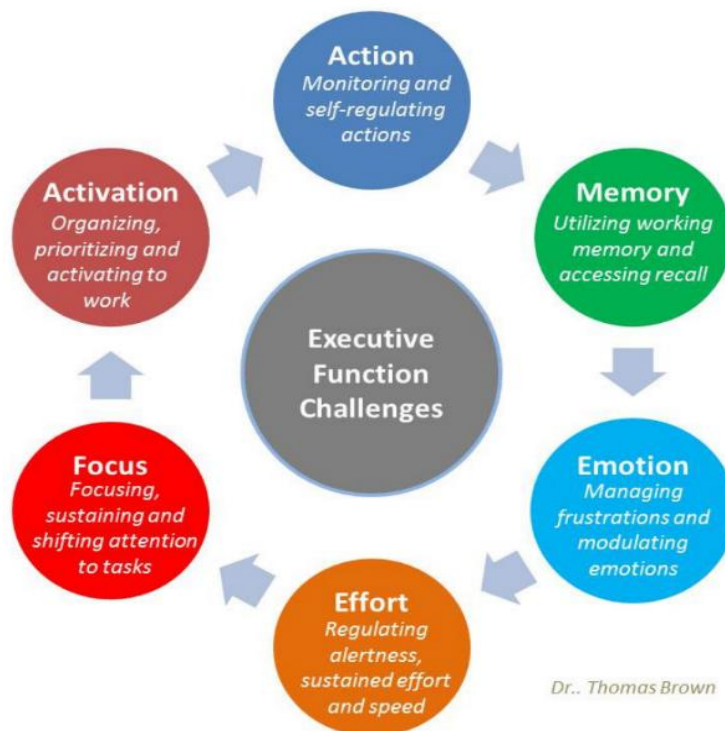 Action
Monitoring and
self-regulating
actions
Memory
Utilizing working
memory and
accessing recall
Emotion
Managing
frustrations and
modulating
emotions
Effort
Regulating
alertness,
sustained effort
and speed
Focus
Focusing,
sustaining and
shifting attention
to tasks
Activation
Organizing,
prioritizing and
activating to
work
Executive
Function
Challenges
Dr.. Thomas Brown